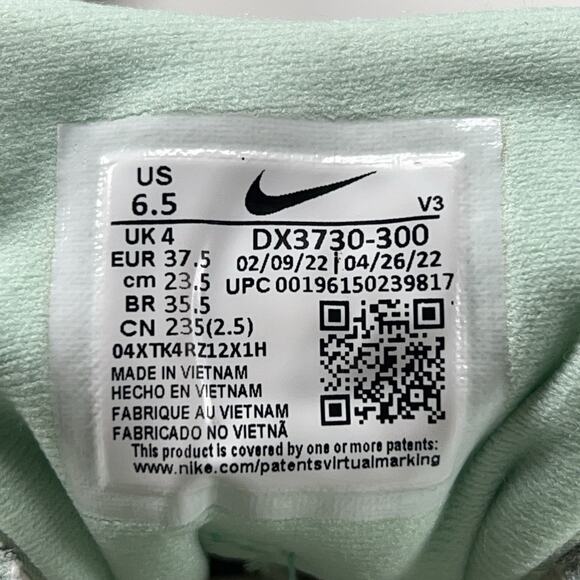 US
6.5
V3
UK 4
DX3730-300
EUR 37.5
02/09/22 | 04/26/22
cm 23.5
UPC 00196150239817
BR 35.5
CN 235(2.5)
04XTK4RZ12X1H
MADE IN VIETNAM
HECHO EN VIETNAM
FABRIQUE AU VIETNAM
FABRICADO NO VIETNÃ
This product is covered by one or more patents:
www.nike.com/patentsvirtualmarking